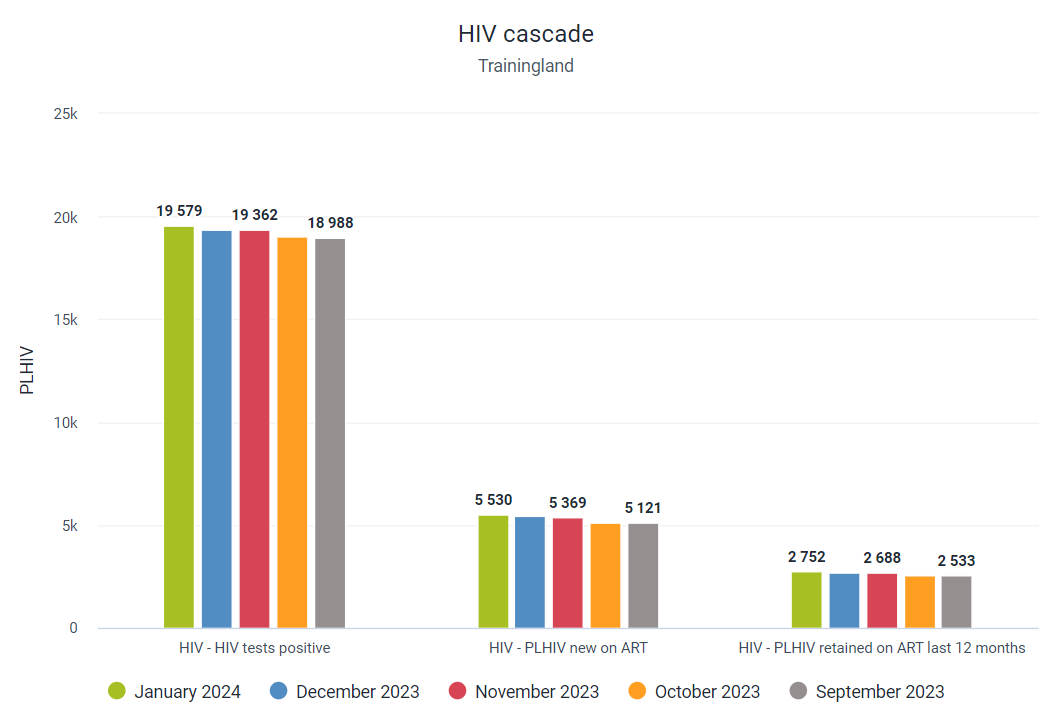 HIV cascade
Trainingland
25k
20k
15k
10k
5k
0
PLHIV
19 579
19 362
18 988
5 530
5 369
5 121
2 752
2 688
2 533
HIV - HIV tests positive
HIV - PLHIV new on ART
HIV - PLHIV retained on ART last 12 months
January 2024 December 2023 November 2023 October 2023 September 2023